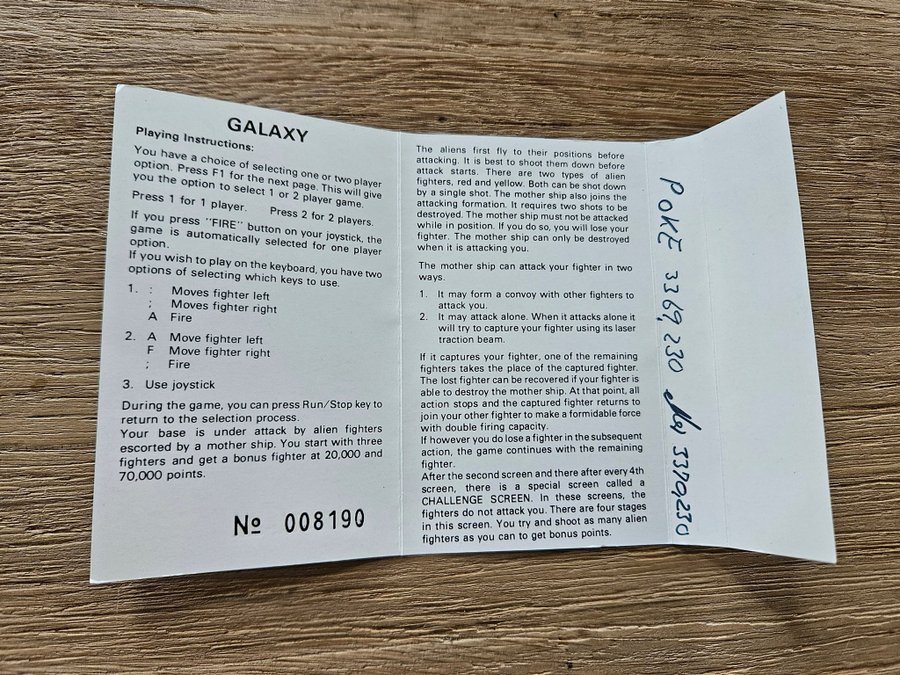 GALAXY
Playing Instructions:
You have a choice of selecting one or two player
option. Press F1 for the next page. This will give
you the option to select 1 or 2 player game.
Press 1 for 1 player. Press 2 for 2 players.
If you press "FIRE" button on your joystick, the
game is automatically selected for one player
option.
If you wish to play on the keyboard, you have two
options of selecting which keys to use.
1. : Moves fighter left
; Moves fighter right
A Fire
2. A Move fighter left
F Move fighter right
; Fire
3. Use joystick
During the game, you can press Run/Stop key to
return to the selection process.
Your base is under attack by alien fighters
escorted by a mother ship. You start with three
fighters and get a bonus fighter at 20,000 and
70,000 points.
No 008190
The aliens first fly to their positions before
attacking. It is best to shoot them down before
attack starts. There are two types of alien
fighters, red and yellow. Both can be shot down
by a single shot. The mother ship also joins the
attacking formation. It requires two shots to be
destroyed. The mother ship must not be attacked
while in position. If you do so, you will lose your
fighter. The mother ship can only be destroyed
when it is attacking you.
The mother ship can attack your fighter in two
ways.
1. It may form a convoy with other fighters to
attack you.
2. It may attack alone. When it attacks alone it
will try to capture your fighter using its laser
traction beam.
If it captures your fighter, one of the remaining
fighters takes the place of the captured fighter.
The lost fighter can be recovered if your fighter is
able to destroy the mother ship. At that point, all
action stops and the captured fighter returns to
join your other fighter to make a formidable force
with double firing capacity.
If however you do lose a fighter in the subsequent
action, the game continues with the remaining
fighter.
After the second screen and there after every 4th
screen, there is a special screen called a
CHALLENGE SCREEN. In these screens, the
fighters do not attack you. There are four stages
in this screen. You try and shoot as many alien
fighters as you can to get bonus points.
POKE 3369,230 3370,230